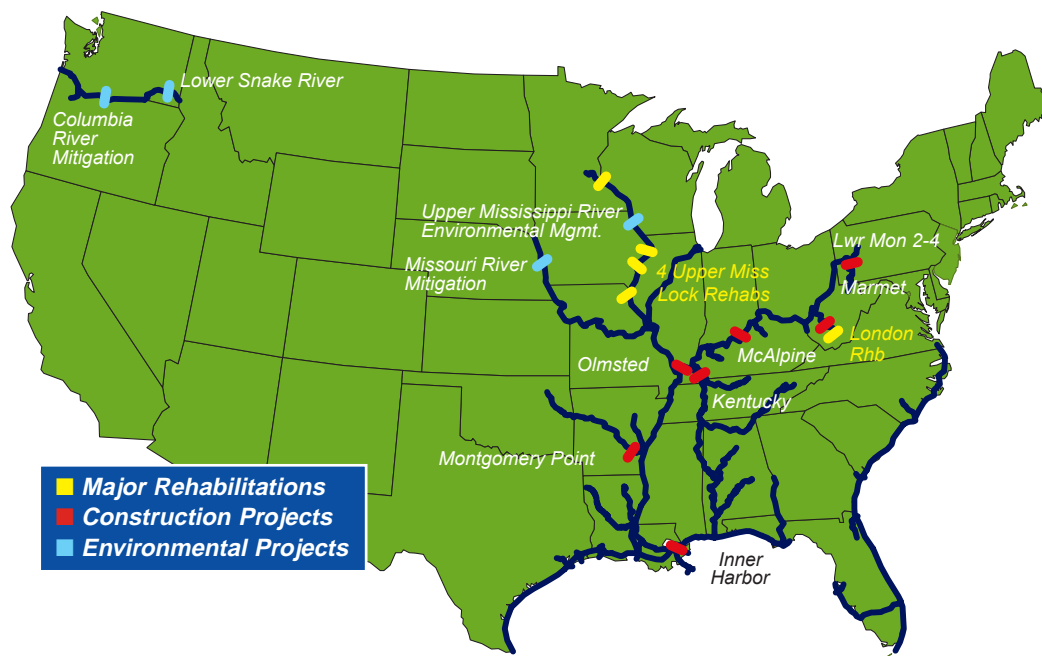 Lower Snake River
Columbia
River
Mitigation
Upper Mississippi River
Environmental Mgmt.
Missouri River
Mitigation
4 Upper Miss
Lock Rehabs
Lwr Mon 2-4
Marmet
London
Rhb
McAlpine
Olmsted
Kentucky
Montgomery Point
Inner
Harbor
Major Rehabilitations
Construction Projects
Environmental Projects